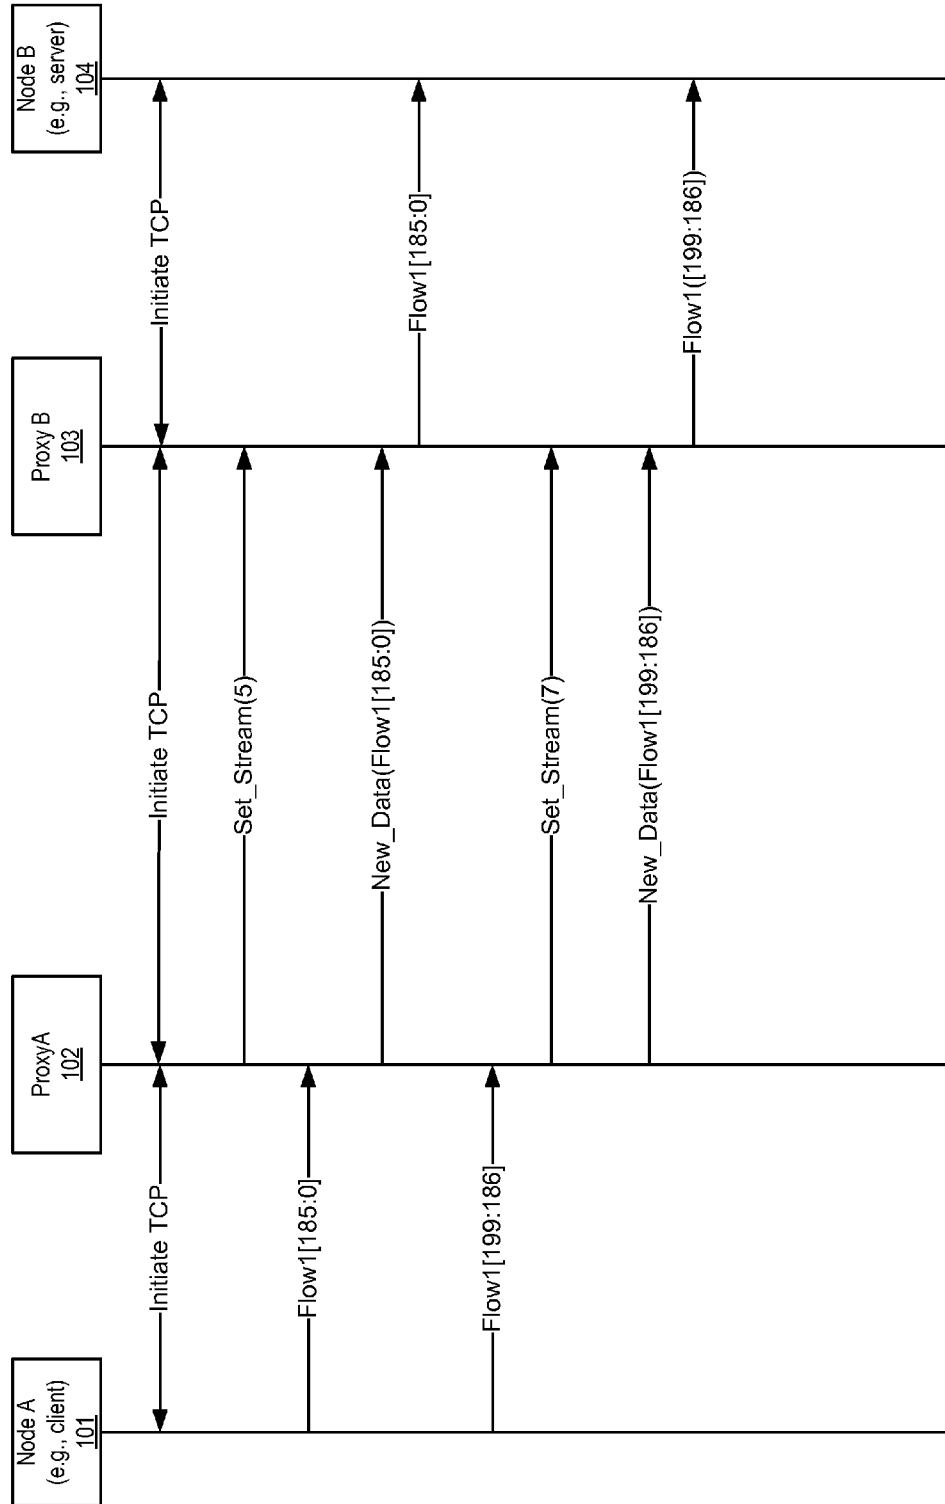 Node A
(e.g., client)
101
ProxyA
102
Proxy B
103
Node B
(e.g., server)
104
Initiate TCP
Initiate TCP
Initiate TCP
Set_Stream(5)
Flow1[185:0]
New_Data(Flow1[185:0])
Flow1[185:0]
Flow1[199:186]
Set_Stream(7)
New_Data(Flow1[199:186])
Flow1([199:186])